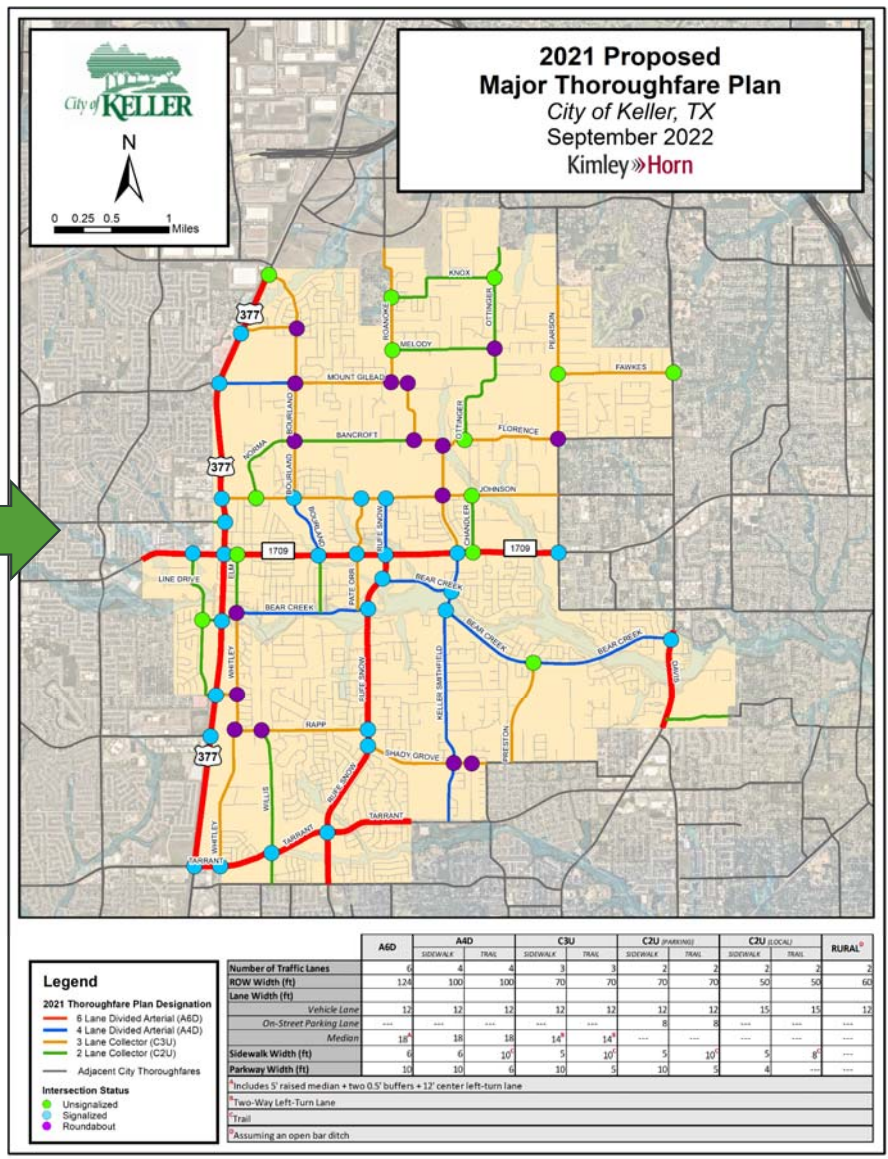 City of KELLER
N
0 0.25 0.5 1
Miles
2021 Proposed
Major Thoroughfare Plan
City of Keller, TX
September 2022
Kimley»Horn
KNOX
377
ROANOKE
OTTINGER
PEARSON
MELODY
FAWKES
MOUNT GILEAD
BOURLAND
OTTINGER
FLORENCE
BANCROFT
NORMA
377
BOURLAND
JOHNSON
BOURLAND
RUFE SNOW
CHANDLER
1709
1709
ELM
LINE DRIVE
PATE ORR
BEAR CREEK
BEAR CREEK
BEAR CREEK
BEAR CREEK
WHITLEY
RUFE SNOW
KELLER SMITHFIELD
DAVIS
RAPP
PRESTON
377
SHADY GROVE
RUFE SNOW
WILLIS
TARRANT
TARRANT
WHITLEY
TARRANT
Legend
2021 Thoroughfare Plan Designation
6 Lane Divided Arterial (A6D)
4 Lane Divided Arterial (A4D)
3 Lane Collector (C3U)
2 Lane Collector (C2U)
Adjacent City Thoroughfares
Intersection Status
Unsignalized
Signalized
Roundabout
A6D A4D C3U C2U (PARKING) C2U (LOCAL) RURAL D
SIDEWALK TRAIL SIDEWALK TRAIL SIDEWALK TRAIL SIDEWALK TRAIL
Number of Traffic Lanes 6 4 4 3 3 2 2 2 2 2
ROW Width (ft) 124 100 100 70 70 70 70 50 50 60
Lane Width (ft)
Vehicle Lane 12 12 12 12 12 12 12 15 15 12
On-Street Parking Lane --- --- --- --- --- 8 8 --- --- ---
Median 18A 18 18 14B 14B --- --- --- --- ---
Sidewalk Width (ft) 6 6 10C 5 10C 5 10C 5 8C ---
Parkway Width (ft) 10 10 6 10 5 10 5 4 --- ---
A Includes 5' raised median + two 0.5' buffers + 12' center left-turn lane
B Two-Way Left-Turn Lane
C Trail
D Assuming an open bar ditch